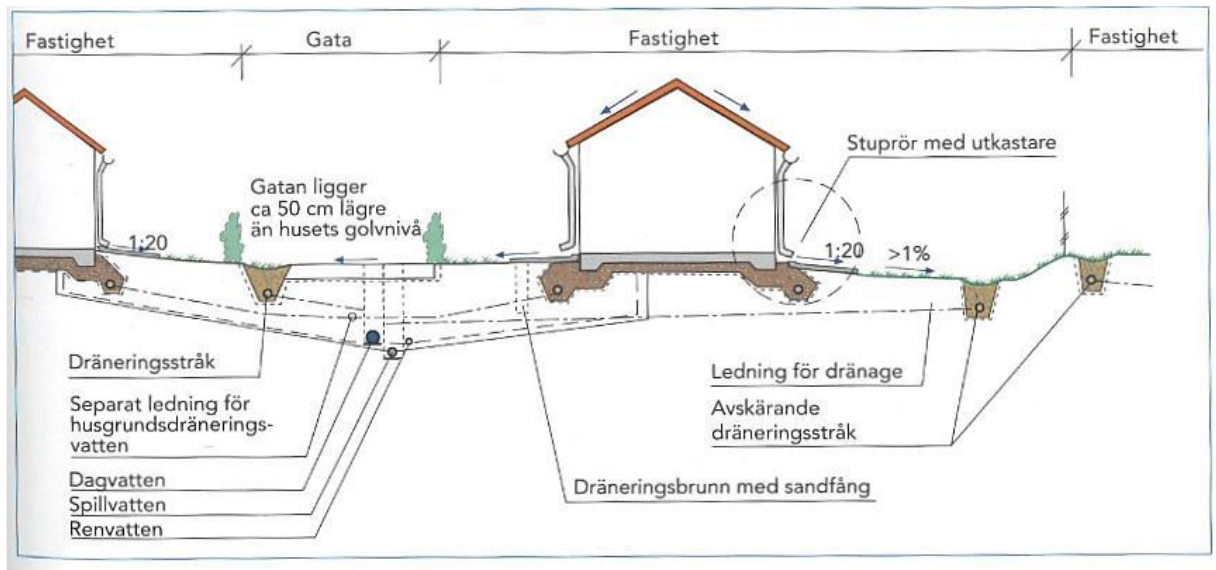 Fastighet
Gata
Fastighet
Fastighet
Stuprör med utkastare
Gatan ligger
ca 50 cm lägre
än husets golvnivå
1:20
1:20
>1%
Dräneringsstråk
Separat ledning för
husgrundsdränerings-
vatten
Dagvatten
Spillvatten
Renvatten
Ledning för dränage
Avskärande
dräneringsstråk
Dräneringsbrunn med sandfång